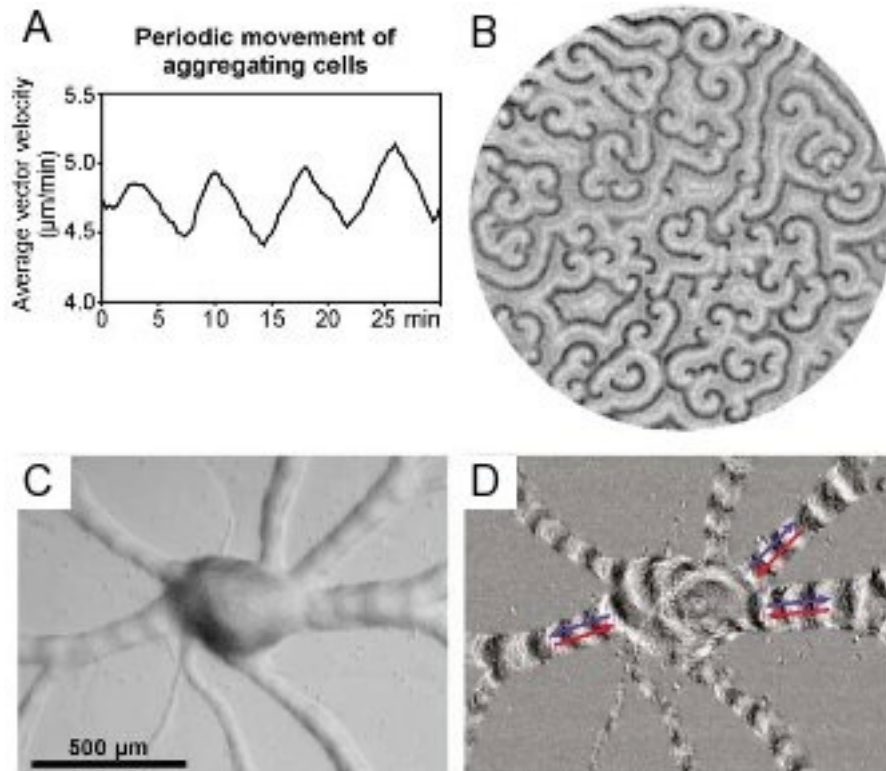 A
Periodic movement of
aggregating cells
Average vector velocity
(µm/min)
5.5
5.0
4.5
4.0
0 5 10 15 20 25 min
B
C
500 µm
D